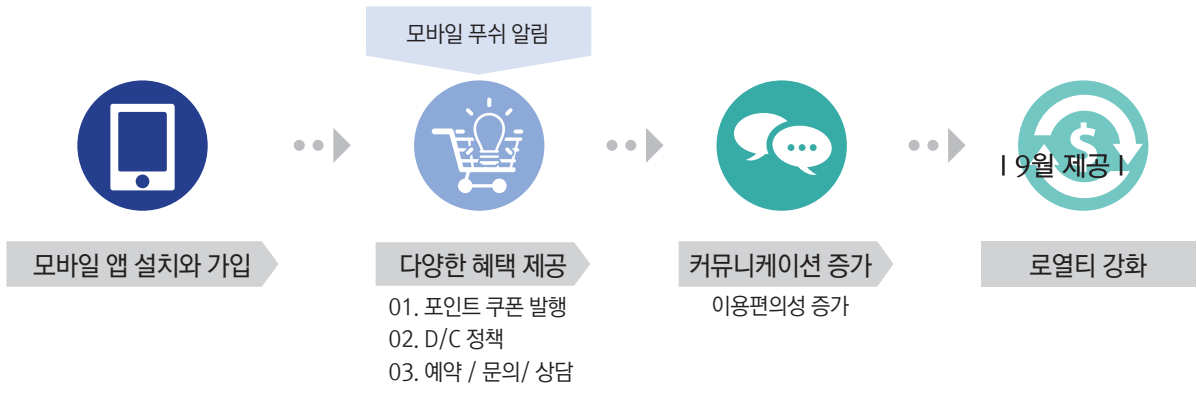 모바일 푸쉬 알림
$
I 9월 제공 I
모바일 앱 설치와 가입
다양한 혜택 제공
커뮤니케이션 증가
로열티 강화
01. 포인트 쿠폰 발행
02. D/C 정책
03. 예약 / 문의/ 상담
이용편의성 증가